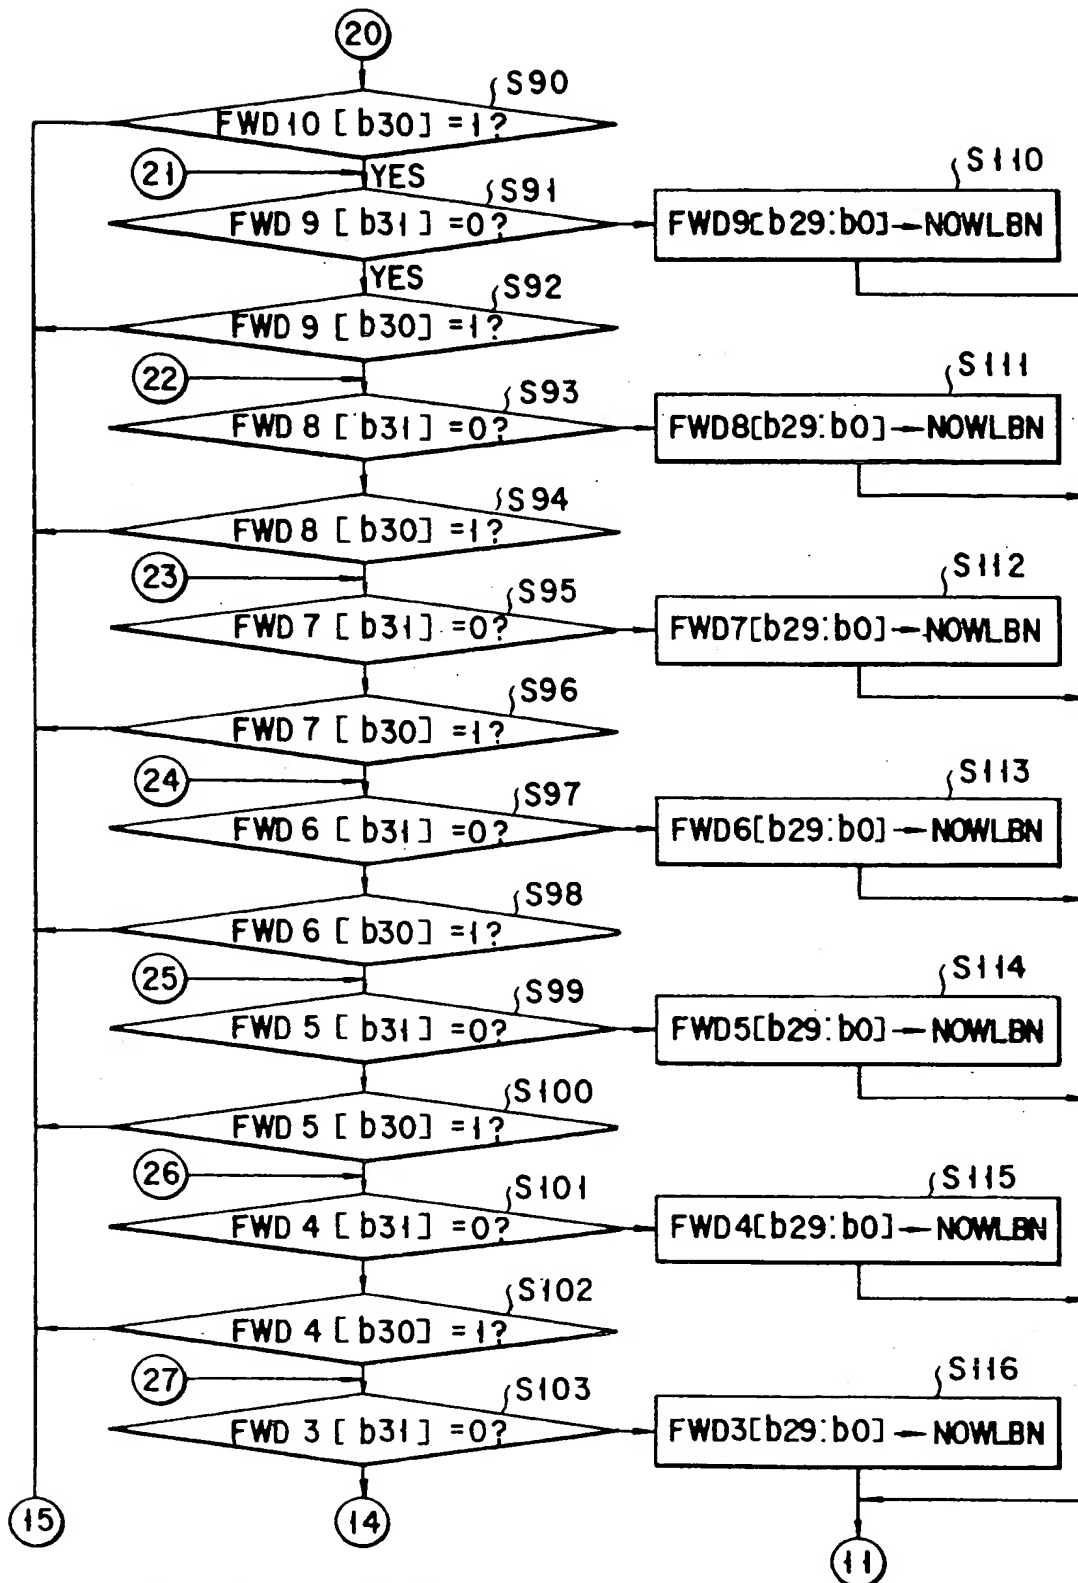 20
S90
FWD10 [b30] =1?
21
YES
S91
S110
FWD 9 [b31] =0?
FWD9[b29:b0]→NOWLBN
YES
S92
FWD 9 [b30] =1?
22
S93
S111
FWD 8 [b31] =0?
FWD8[b29:b0]→NOWLBN
S94
FWD 8 [b30] =1?
23
S95
S112
FWD 7 [b31] =0?
FWD7[b29:b0]→NOWLBN
S96
FWD 7 [b30] =1?
24
S97
S113
FWD 6 [b31] =0?
FWD6[b29:b0]→NOWLBN
S98
FWD 6 [b30] =1?
25
S99
S114
FWD 5 [b31] =0?
FWD5[b29:b0]→NOWLBN
S100
FWD 5 [b30] =1?
26
S101
S115
FWD 4 [b31] =0?
FWD4[b29:b0]→NOWLBN
S102
FWD 4 [b30] =1?
27
S103
S116
FWD 3 [b31] =0?
FWD3[b29:b0]→NOWLBN
15
14
11